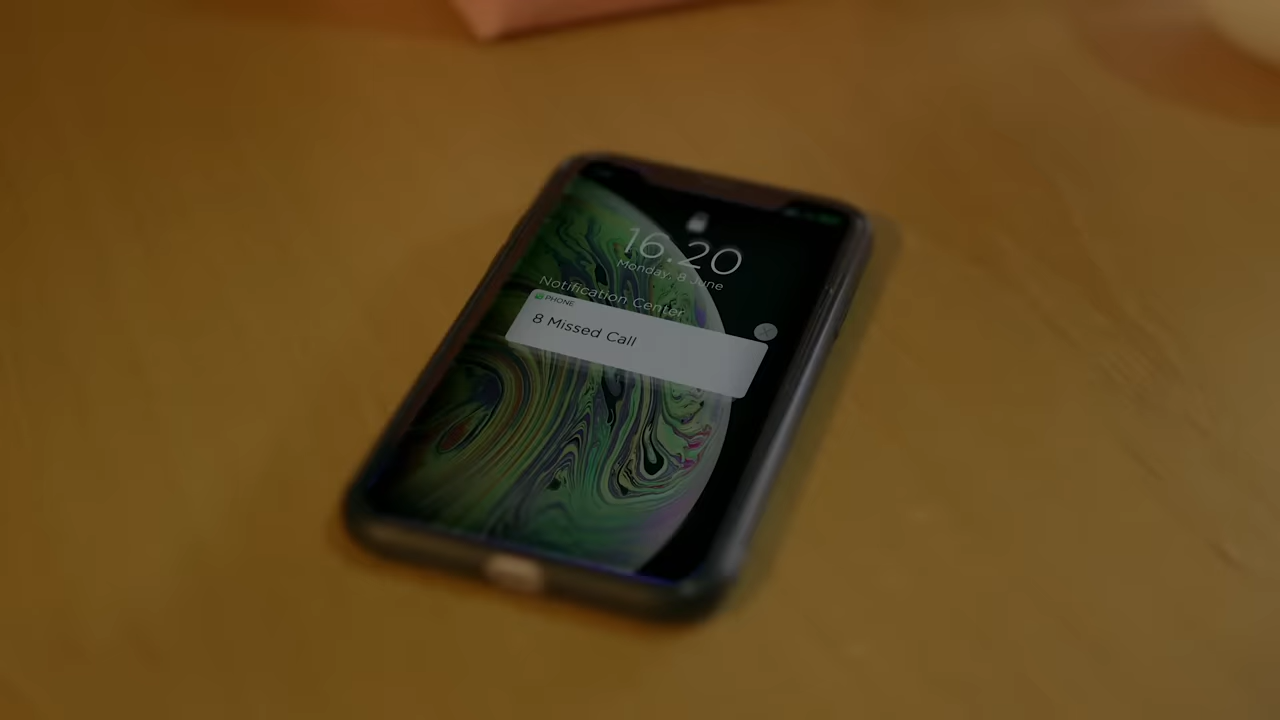 16:20
Monday, 8 June
Notification Center
PHONE
8 Missed Call